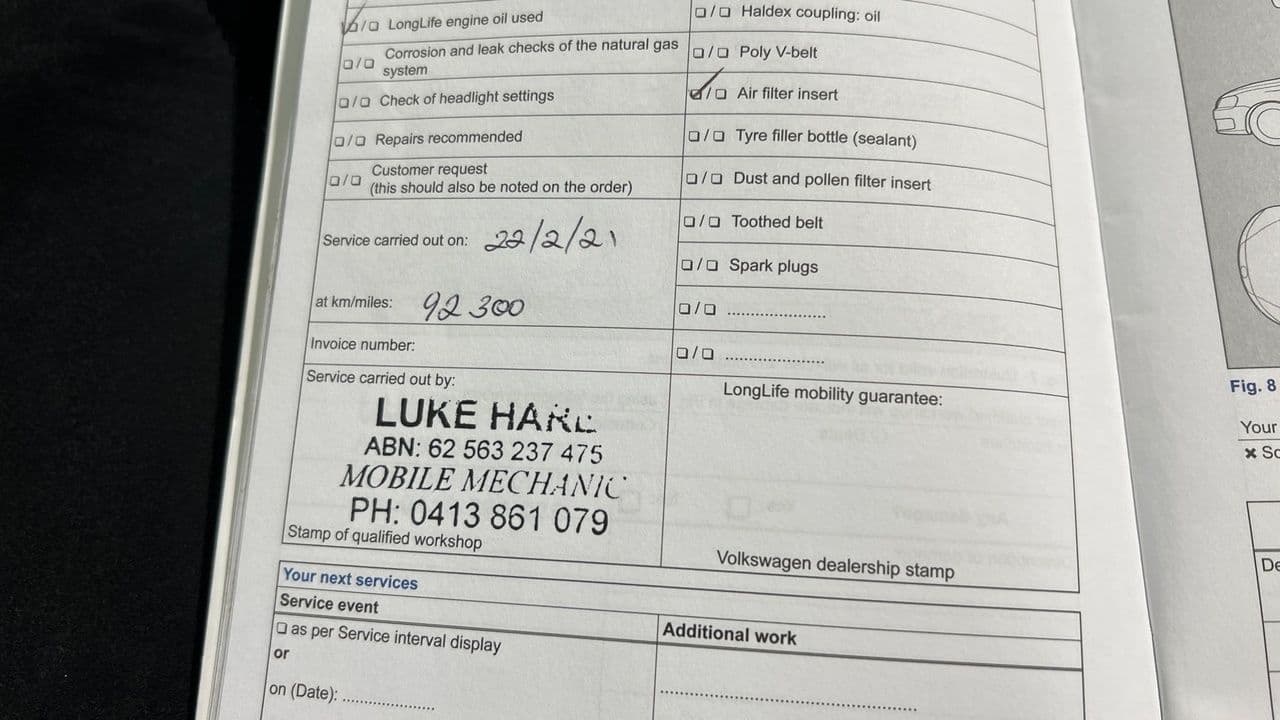 ☑/☐ LongLife engine oil used
☐/☐ Corrosion and leak checks of the natural gas
system
☐/☐ Check of headlight settings
☐/☐ Repairs recommended
☐/☐ Customer request
(this should also be noted on the order)
Service carried out on: 22/2/21
at km/miles: 92 300
Invoice number:
Service carried out by:
LUKE
ABN: 62 563 237 475
MOBILE MECHANIC
PH: 0413 861 079
Stamp of qualified workshop
☐/☐ Haldex coupling: oil
☐/☐ Poly V-belt
☑/☐ Air filter insert
☐/☐ Tyre filler bottle (sealant)
☐/☐ Dust and pollen filter insert
☐/☐ Toothed belt
☐/☐ Spark plugs
☐/☐ .....................
☐/☐ .....................
LongLife mobility guarantee:
Volkswagen dealership stamp
Your next services
Service event
☐ as per Service interval display
or
on (Date): ....................
Additional work
......................................................
Fig. 8
Your